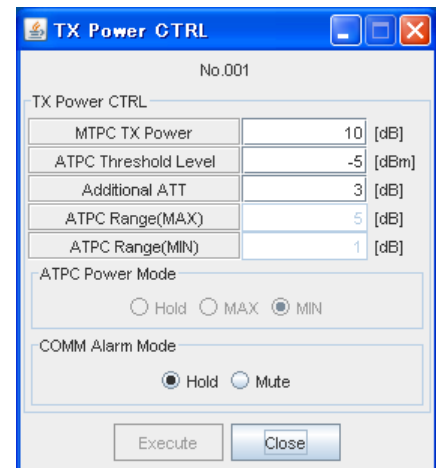 TX Power CTRL
No.001
TX Power CTRL
MTPC TX Power 10 [dB]
ATPC Threshold Level -5 [dBm]
Additional ATT 3 [dB]
ATPC Range(MAX) 5 [dB]
ATPC Range(MIN) 1 [dB]
ATPC Power Mode
Hold MAX MIN
COMM Alarm Mode
Hold Mute
Execute Close